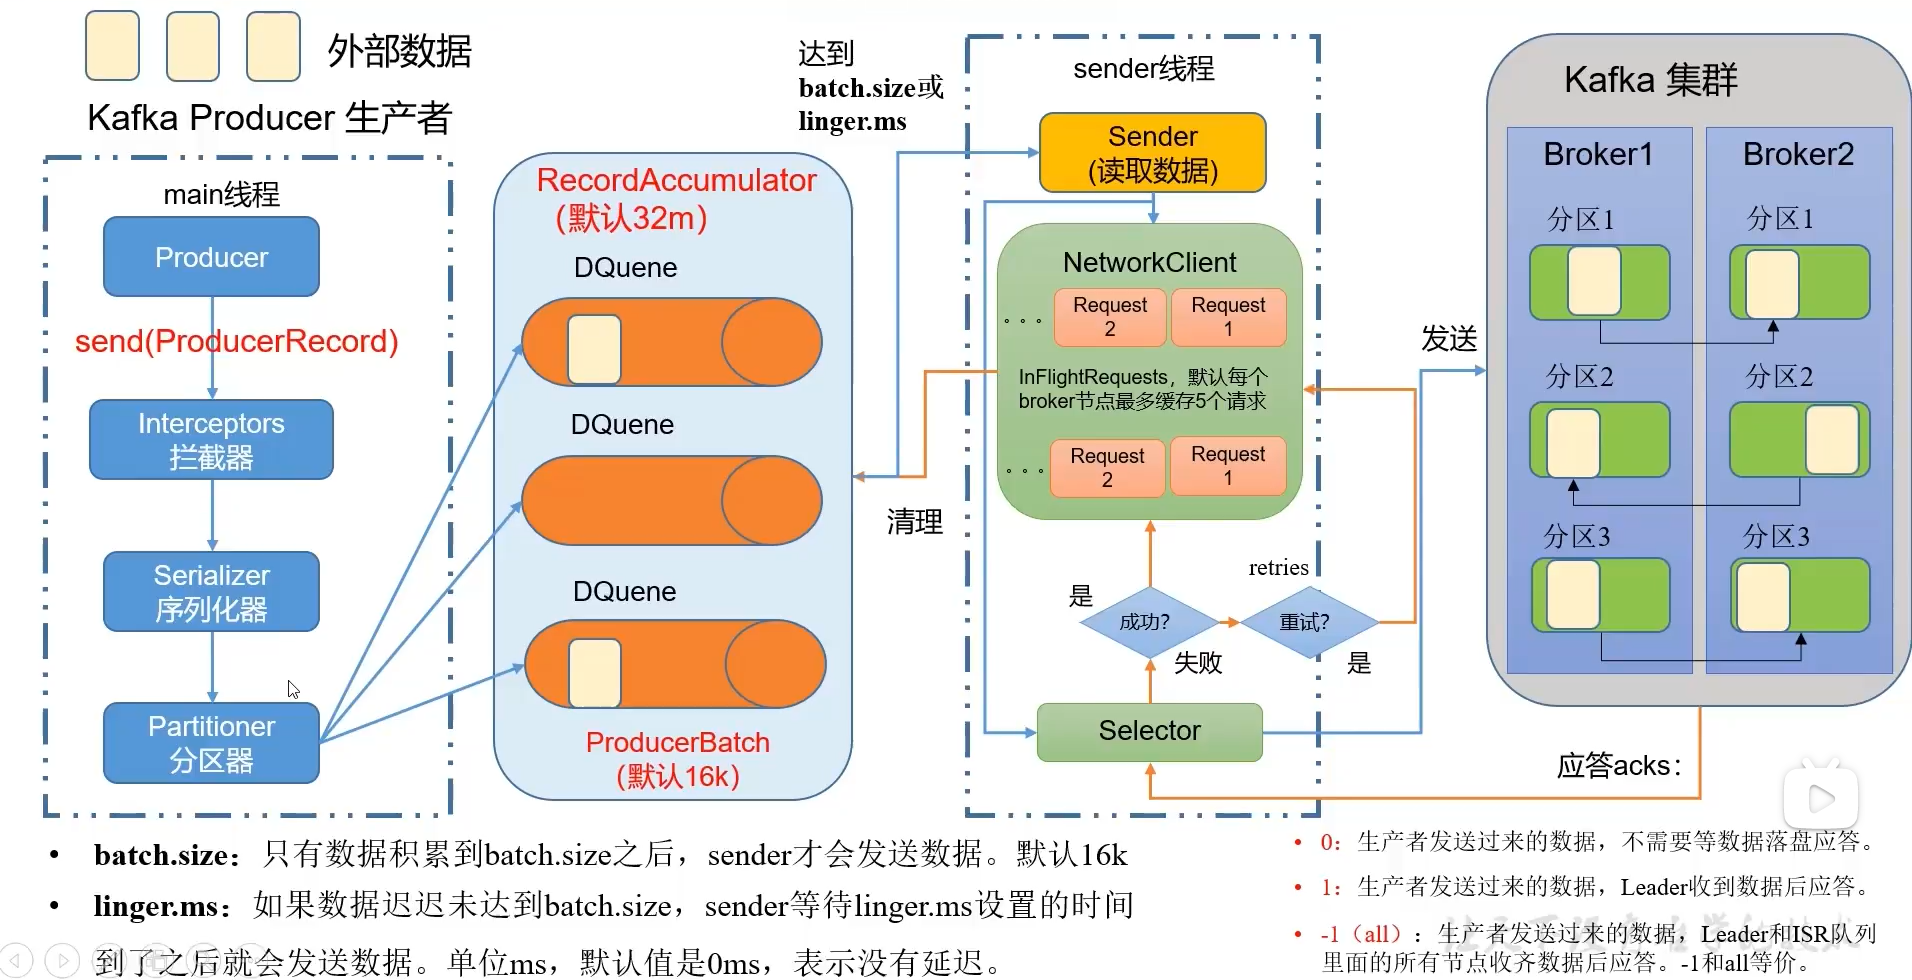 外部数据
Kafka Producer 生产者
main线程
Producer
send(ProducerRecord)
Interceptors
拦截器
Serializer
序列化器
Partitioner
分区器
RecordAccumulator
(默认32m)
DQuene
DQuene
DQuene
ProducerBatch
(默认16k)
达到
batch.size或
linger.ms
清理
sender线程
Sender
(读取数据)
NetworkClient
。。。
Request
2
Request
1
InFlightRequests，默认每个
broker节点最多缓存5个请求
。。。
Request
2
Request
1
retries
是
成功?
失败
重试?
是
Selector
发送
Kafka 集群
Broker1
Broker2
分区1
分区1
分区2
分区2
分区3
分区3
应答acks：
• batch.size：只有数据积累到batch.size之后，sender才会发送数据。默认16k
• linger.ms：如果数据迟迟未达到batch.size，sender等待linger.ms设置的时间
到了之后就会发送数据。单位ms，默认值是0ms，表示没有延迟。
• 0：生产者发送过来的数据，不需要等数据落盘应答。
• 1：生产者发送过来的数据，Leader收到数据后应答。
• -1（all）：生产者发送过来的数据，Leader和ISR队列
里面的所有节点收齐数据后应答。-1和all等价。